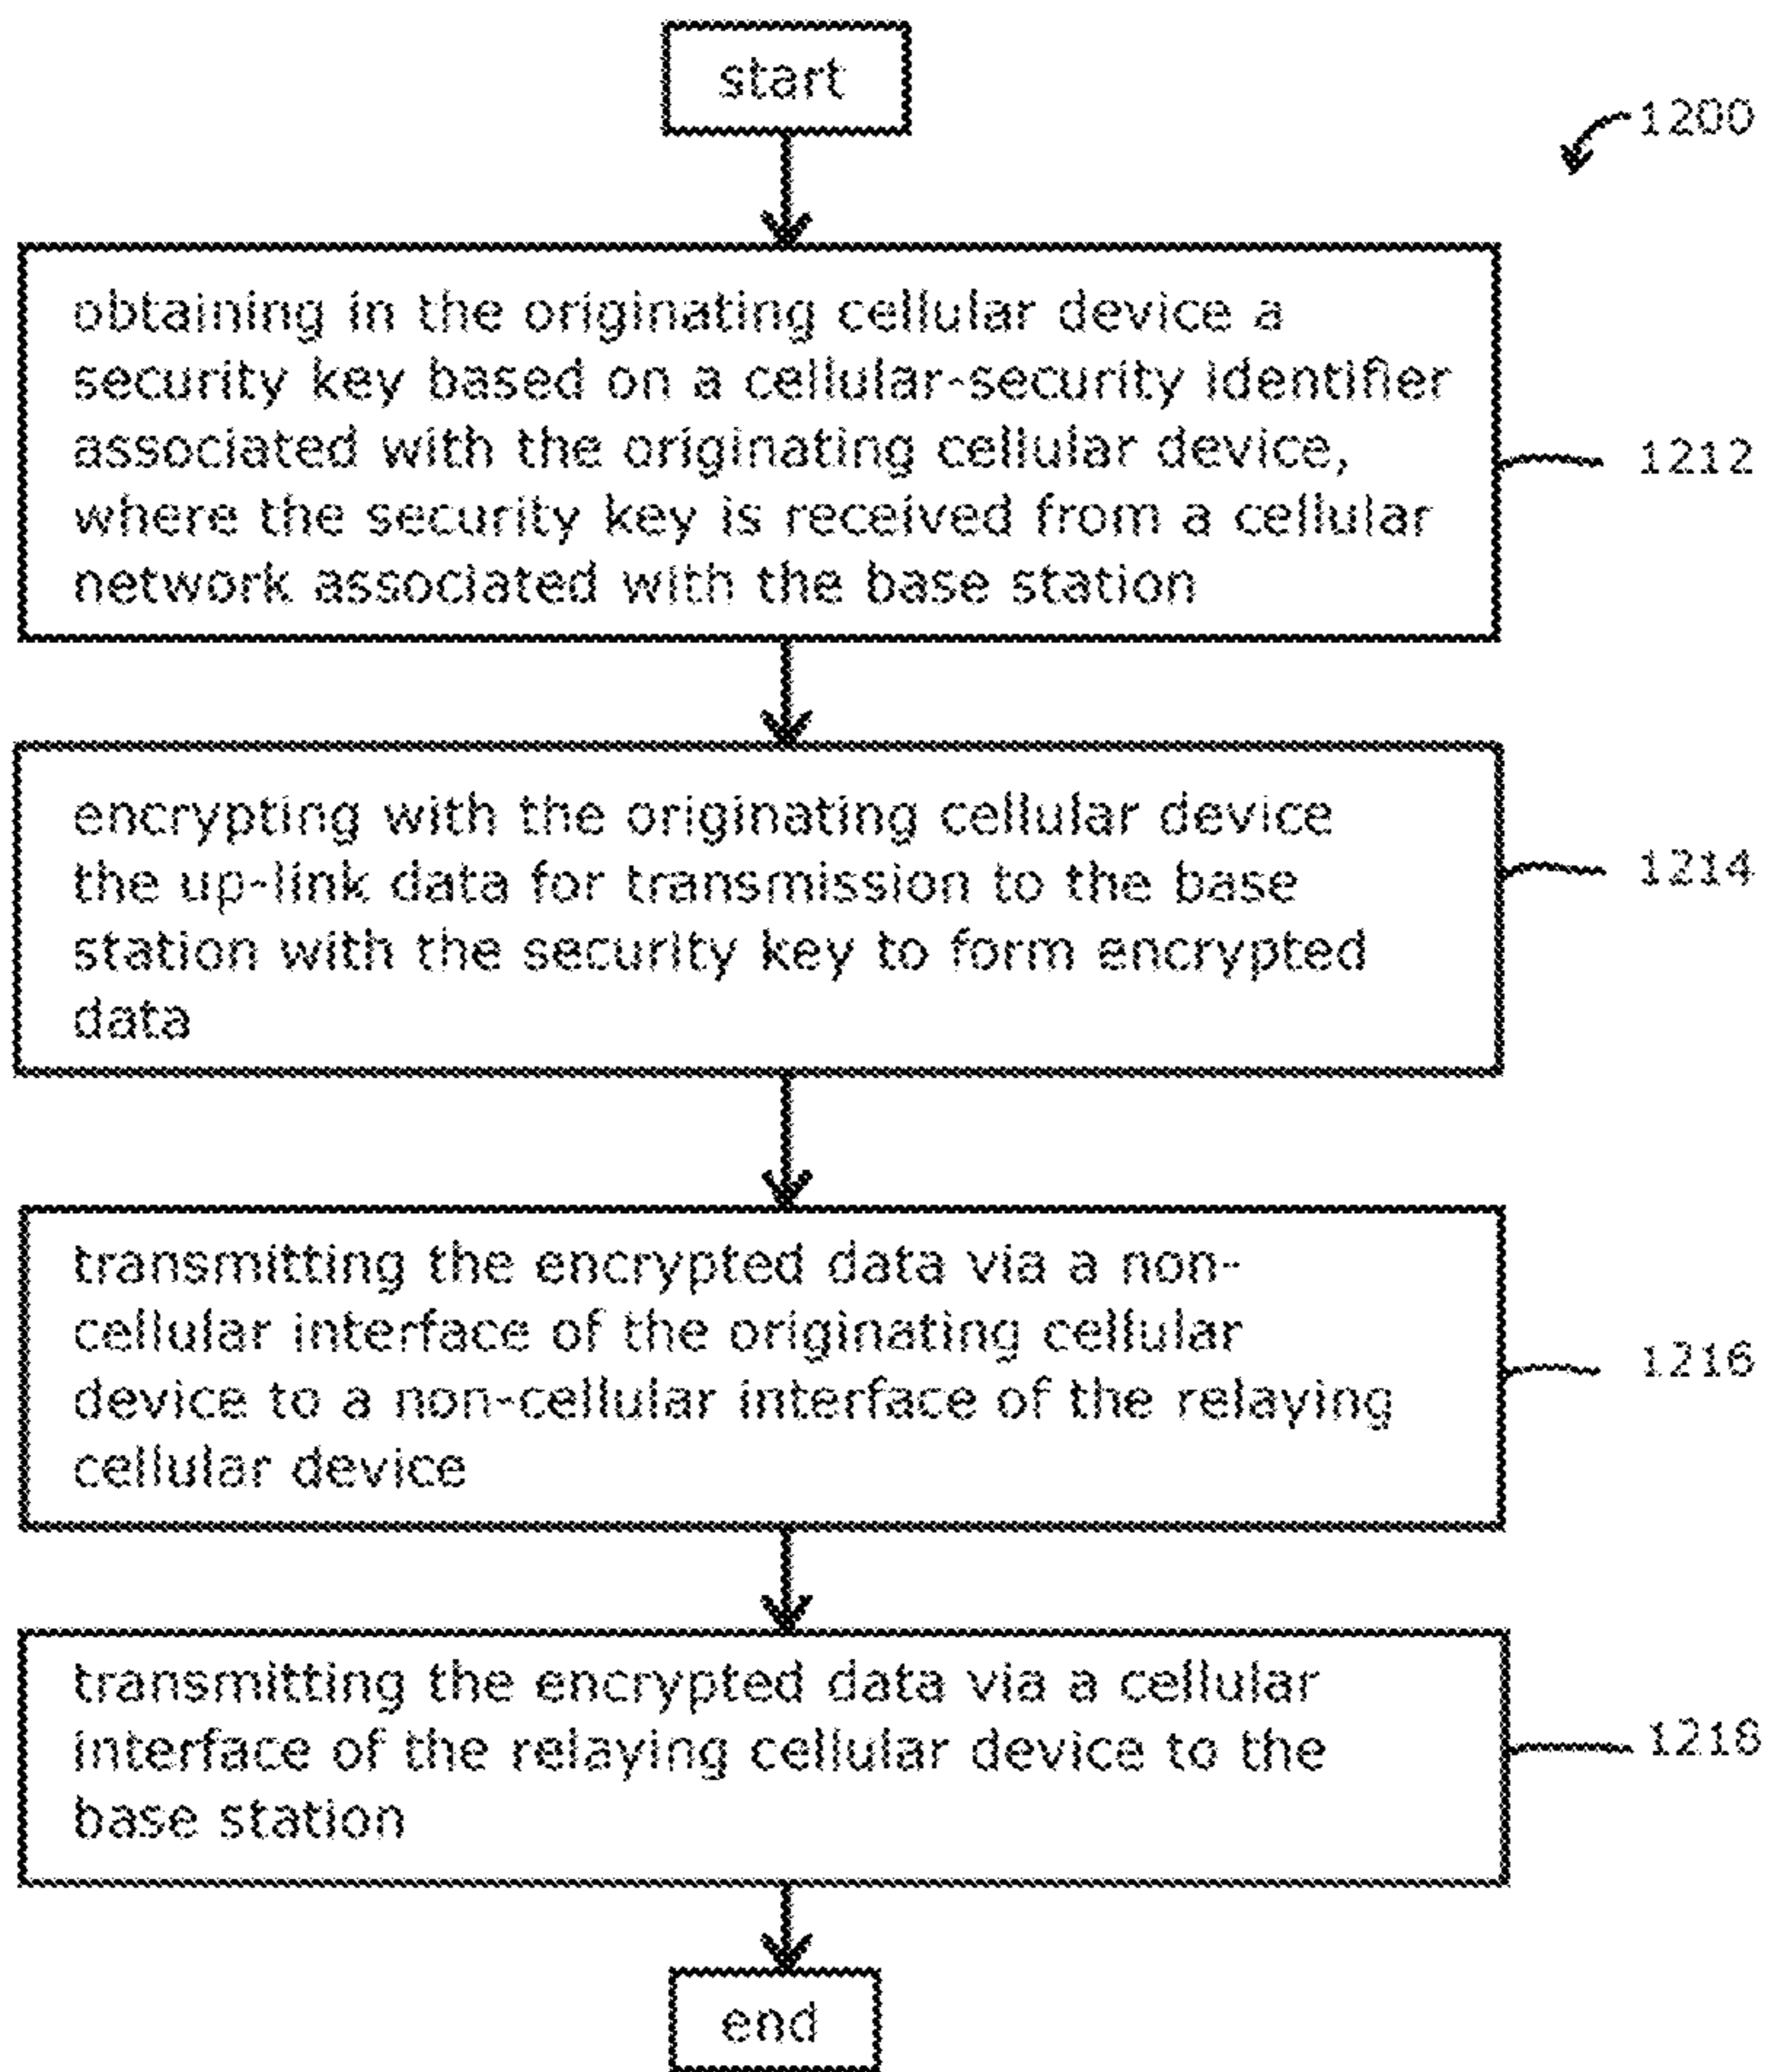 start
1200
obtaining in the originating cellular device a
security key based on a cellular-security identifier
associated with the originating cellular device,
where the security key is received from a cellular
network associated with the base station
1212
encrypting with the originating cellular device
the up-link data for transmission to the base
station with the security key to form encrypted
data
1214
transmitting the encrypted data via a non-
cellular interface of the originating cellular
device to a non-cellular interface of the relaying
cellular device
1216
transmitting the encrypted data via a cellular
interface of the relaying cellular device to the
base station
1218
end